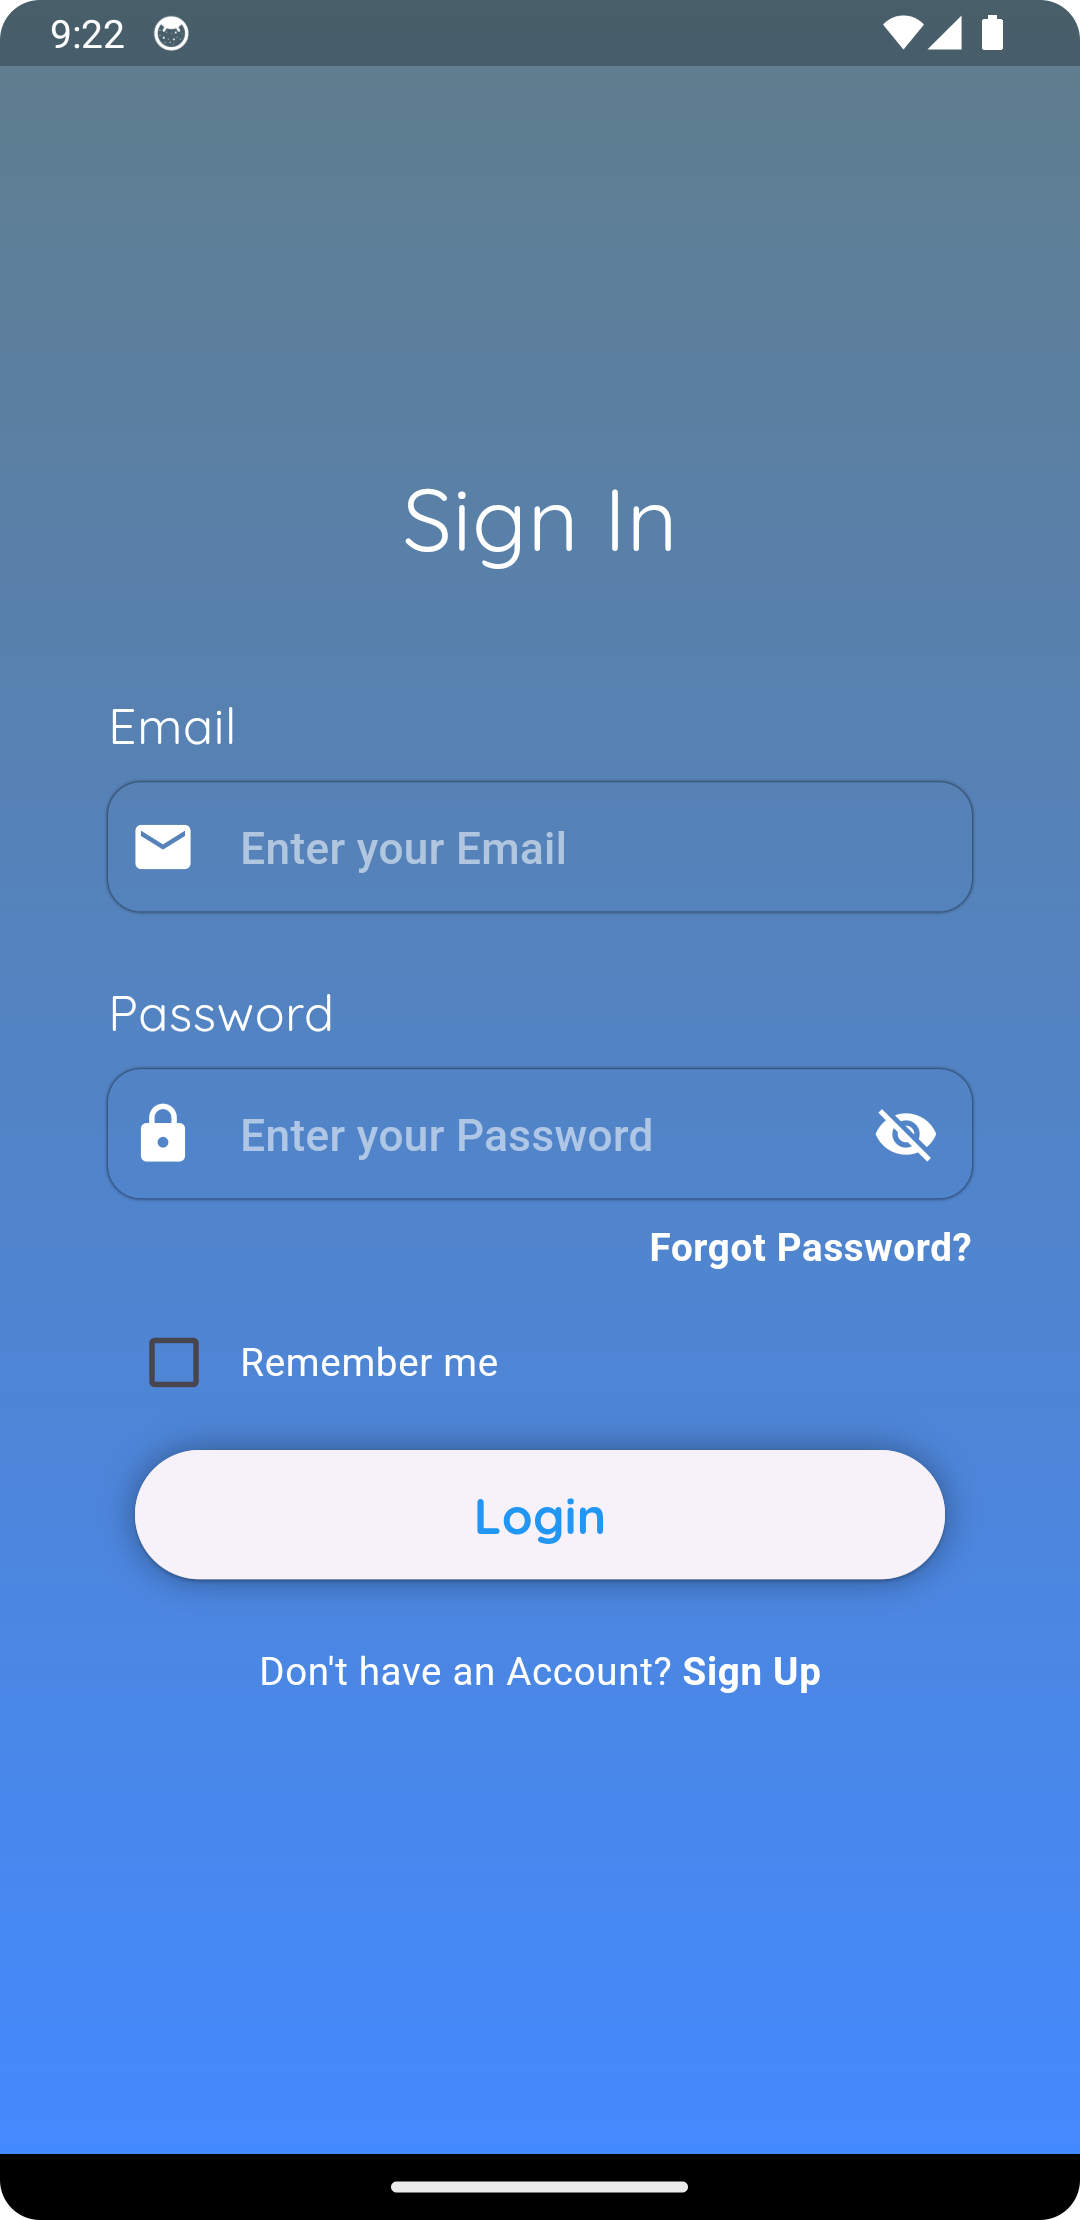 9:22
Sign In
Email
Enter your Email
Password
Enter your Password
Forgot Password?
Remember me
Login
Don't have an Account? Sign Up